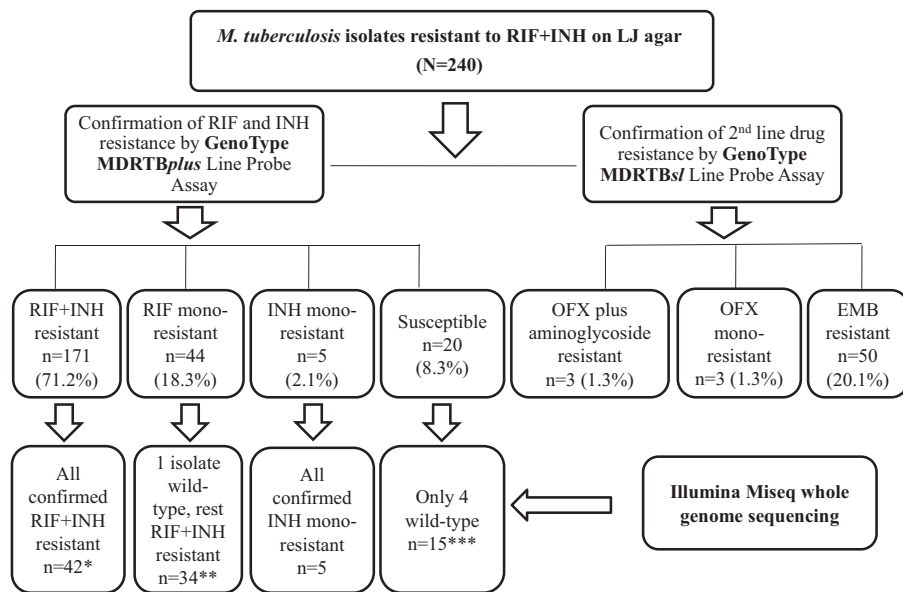 M. tuberculosis isolates resistant to RIF+INH on LJ agar
(N=240)
Confirmation of RIF and INH
resistance by GenoType
MDRTBplus Line Probe
Assay
Confirmation of 2nd line drug
resistance by GenoType
MDRTBsl Line Probe Assay
RIF+INH
resistant
n=171
(71.2%)
RIF mono-
resistant
n=44
(18.3%)
INH mono-
resistant
n=5
(2.1%)
Susceptible
n=20
(8.3%)
OFX plus
aminoglycoside
resistant
n=3 (1.3%)
OFX
mono-
resistant
n=3 (1.3%)
EMB
resistant
n=50
(20.1%)
All
confirmed
RIF+INH
resistant
n=42*
1 isolate
wild-
type, rest
RIF+INH
resistant
n=34**
All
confirmed
INH mono-
resistant
n=5
Only 4
wild-type
n=15***
Illumina Miseq whole
genome sequencing